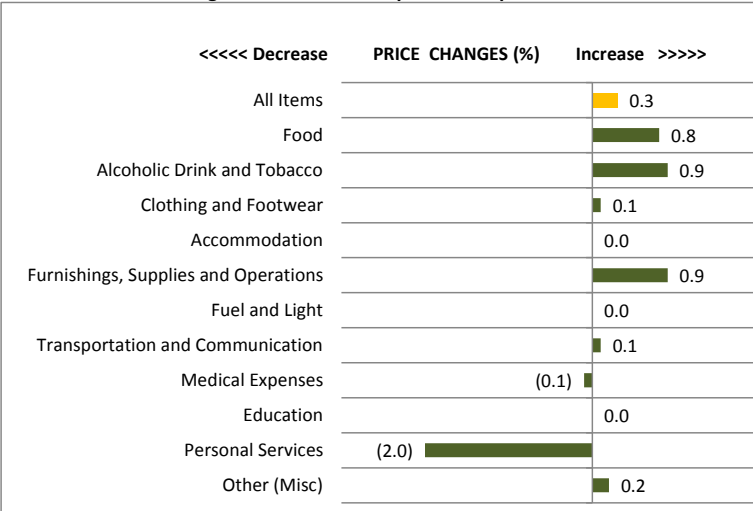 <<<<< Decrease PRICE CHANGES (%) Increase >>>>>
All Items 0.3
Food 0.8
Alcoholic Drink and Tobacco 0.9
Clothing and Footwear 0.1
Accommodation 0.0
Furnishings, Supplies and Operations 0.9
Fuel and Light 0.0
Transportation and Communication 0.1
Medical Expenses (0.1)
Education 0.0
Personal Services (2.0)
Other (Misc) 0.2